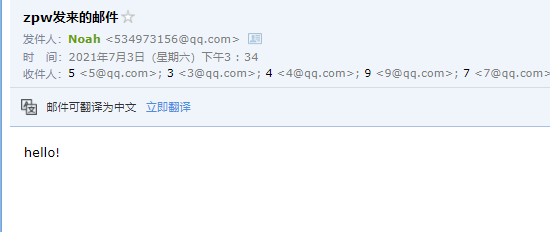 zpw发来的邮件☆
发件人：Noah <534973156@qq.com>
时　间：2021年7月3日（星期六）下午3：34
收件人：5 <5@qq.com>; 3 <3@qq.com>; 4 <4@qq.com>; 9 <9@qq.com>; 7 <7@qq.com>
邮件可翻译为中文 立即翻译
hello!